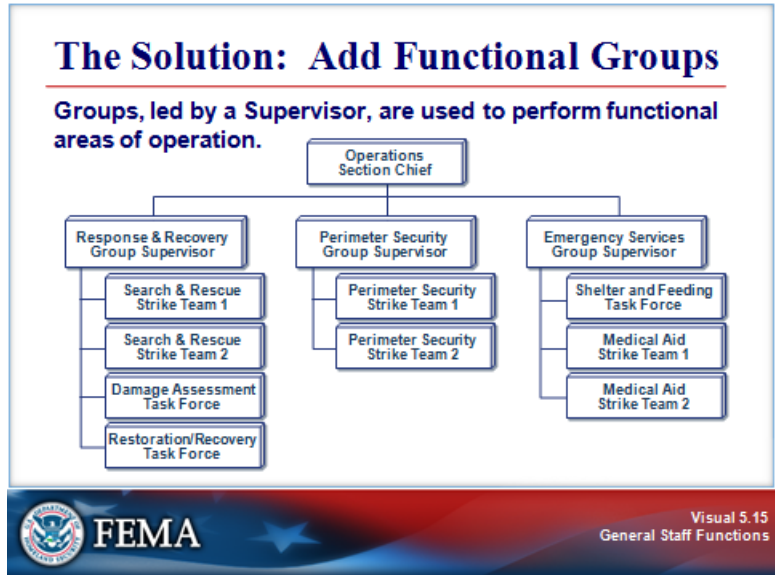 The Solution: Add Functional Groups
Groups, led by a Supervisor, are used to perform functional
areas of operation.
Operations
Section Chief
Response & Recovery
Group Supervisor
Search & Rescue
Strike Team 1
Search & Rescue
Strike Team 2
Damage Assessment
Task Force
Restoration/Recovery
Task Force
Perimeter Security
Group Supervisor
Perimeter Security
Strike Team 1
Perimeter Security
Strike Team 2
Emergency Services
Group Supervisor
Shelter and Feeding
Task Force
Medical Aid
Strike Team 1
Medical Aid
Strike Team 2
U.S. DEPARTMENT OF
HOMELAND SECURITY
FEMA
Visual 5.15
General Staff Functions